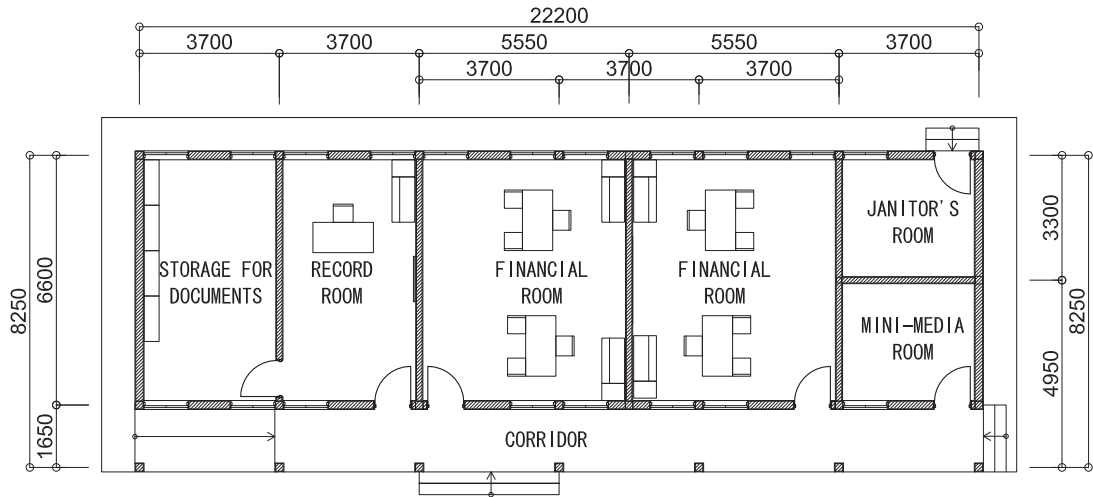 22200
3700 3700 5550 5550 3700
3700 3700 3700
8250
6600
1650
STORAGE FOR
DOCUMENTS
RECORD
ROOM
FINANCIAL
ROOM
FINANCIAL
ROOM
JANITOR'S
ROOM
MINI-MEDIA
ROOM
CORRIDOR
3300
4950
8250